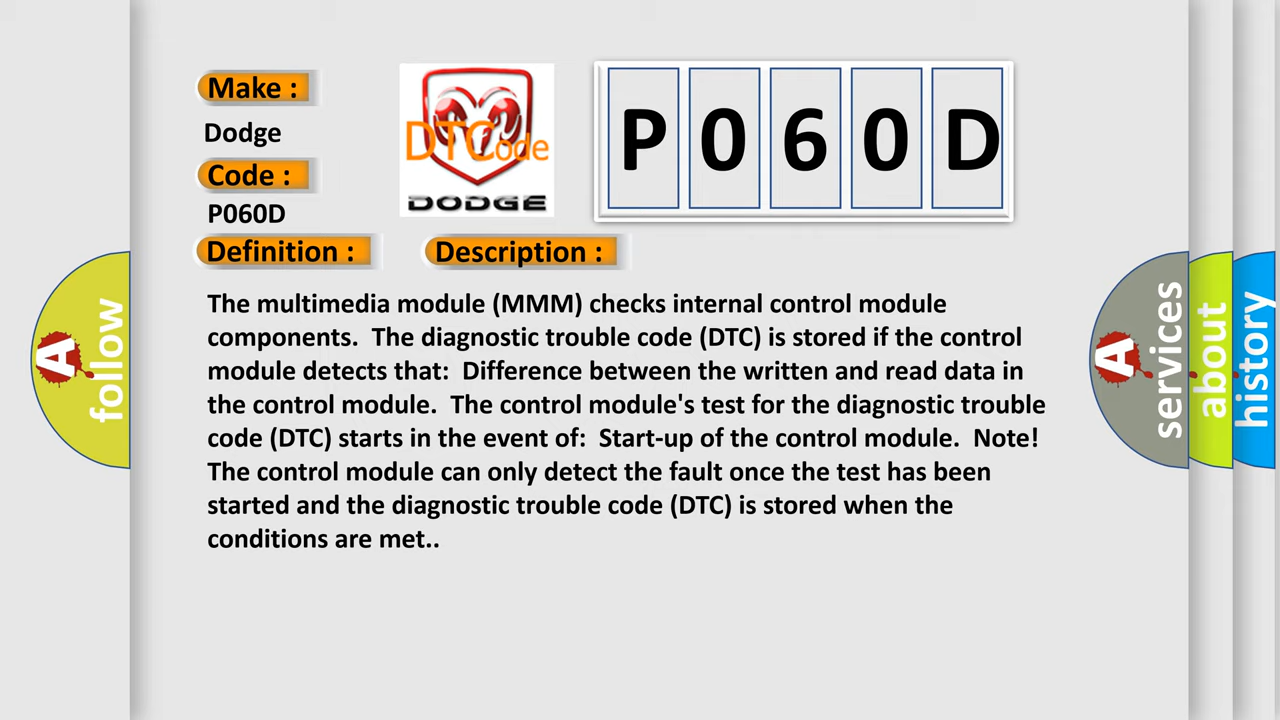 Make :
Dodge
Code :
P060D
Definition :
Description :
DTCode
DODGE
P060D
The multimedia module (MMM) checks internal control module
components. The diagnostic trouble code (DTC) is stored if the control
module detects that: Difference between the written and read data in
the control module. The control module's test for the diagnostic trouble
code (DTC) starts in the event of: Start-up of the control module. Note!
The control module can only detect the fault once the test has been
started and the diagnostic trouble code (DTC) is stored when the
conditions are met..
A follow
A services
about
history